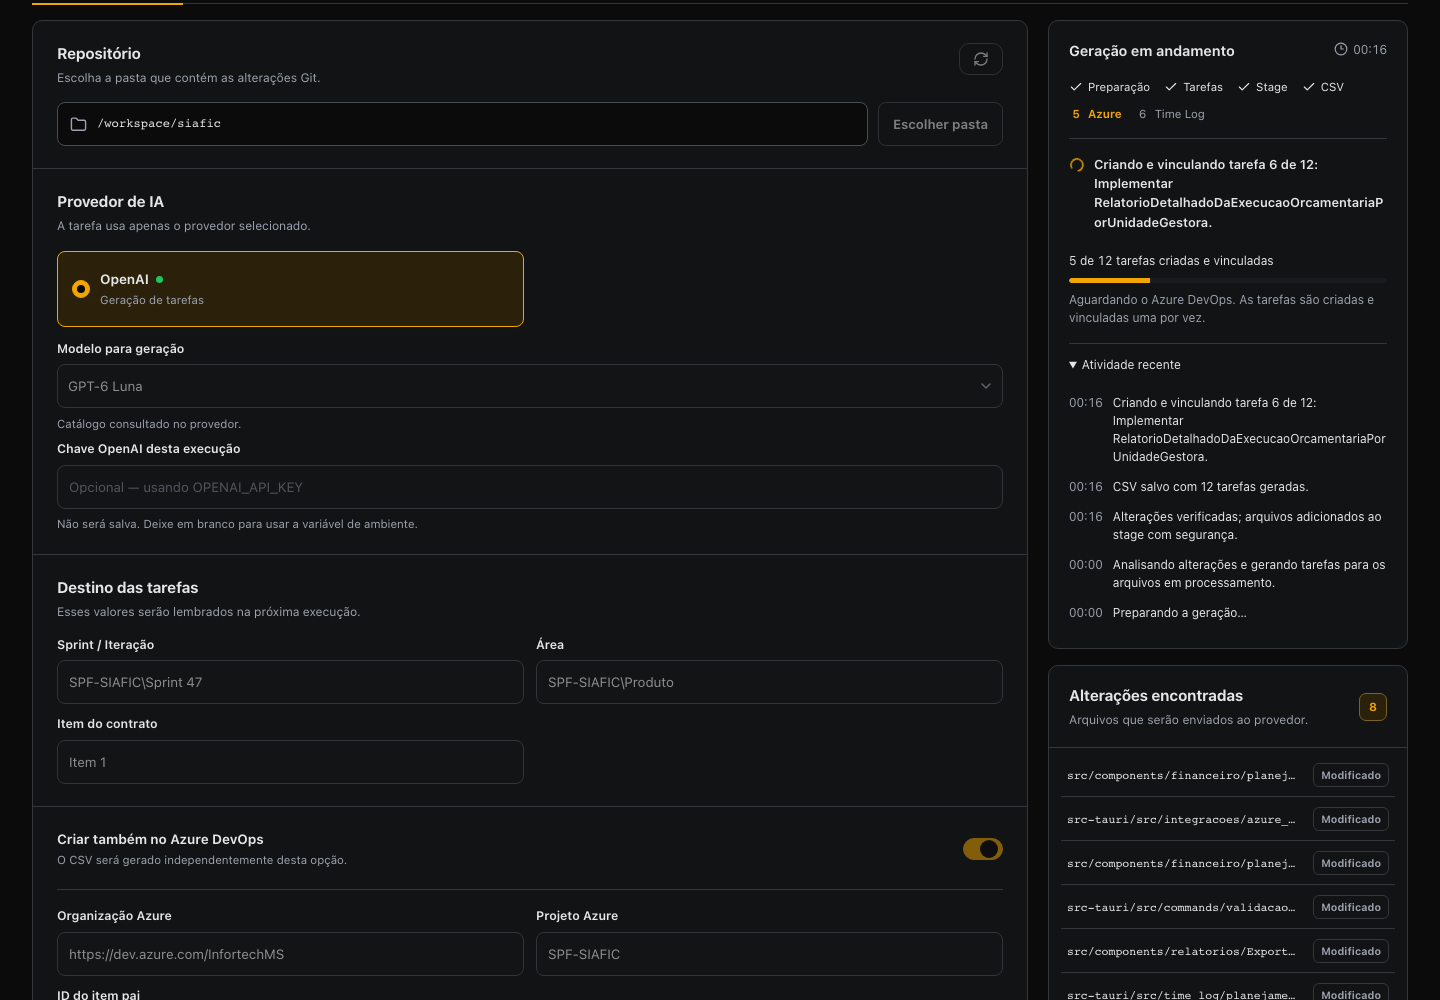 Repositório
Escolha a pasta que contém as alterações Git.
/workspace/siafic
Escolher pasta
Provedor de IA
A tarefa usa apenas o provedor selecionado.
OpenAI
Geração de tarefas
Modelo para geração
GPT-6 Luna
Catálogo consultado no provedor.
Chave OpenAI desta execução
Opcional — usando OPENAI_API_KEY
Não será salva. Deixe em branco para usar a variável de ambiente.
Destino das tarefas
Esses valores serão lembrados na próxima execução.
Sprint / Iteração
Área
SPF-SIAFIC\Sprint 47
SPF-SIAFIC\Produto
Item do contrato
Item 1
Criar também no Azure DevOps
O CSV será gerado independentemente desta opção.
Organização Azure
Projeto Azure
https://dev.azure.com/InfortechMS
SPF-SIAFIC
ID do item pai
Geração em andamento
00:16
Preparação Tarefas Stage CSV
5 Azure 6 Time Log
Criando e vinculando tarefa 6 de 12:
Implementar
RelatorioDetalhadoDaExecucaoOrcamentariaP
orUnidadeGestora.
5 de 12 tarefas criadas e vinculadas
Aguardando o Azure DevOps. As tarefas são criadas e
vinculadas uma por vez.
▼ Atividade recente
00:16 Criando e vinculando tarefa 6 de 12:
Implementar
RelatorioDetalhadoDaExecucaoOrcamentariaPor
UnidadeGestora.
00:16 CSV salvo com 12 tarefas geradas.
00:16 Alterações verificadas; arquivos adicionados ao
stage com segurança.
00:00 Analisando alterações e gerando tarefas para os
arquivos em processamento.
00:00 Preparando a geração…
Alterações encontradas
8
Arquivos que serão enviados ao provedor.
src/components/financeiro/planej… Modificado
src-tauri/src/integracoes/azure_… Modificado
src/components/financeiro/planej… Modificado
src-tauri/src/commands/validacao… Modificado
src/components/relatorios/Export… Modificado
src-tauri/src/time_log/planejame… Modificado